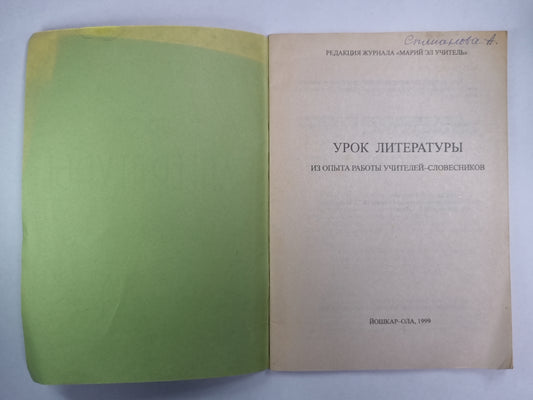 РЕДАКЦИЯ ЖУРНАЛА «МАРИЙ ЭЛ УЧИТЕЛЬ»
УРОК ЛИТЕРАТУРЫ
ИЗ ОПЫТА РАБОТЫ УЧИТЕЛЕЙ–СЛОВЕСНИКОВ
ЙОШКАР–ОЛА, 1999